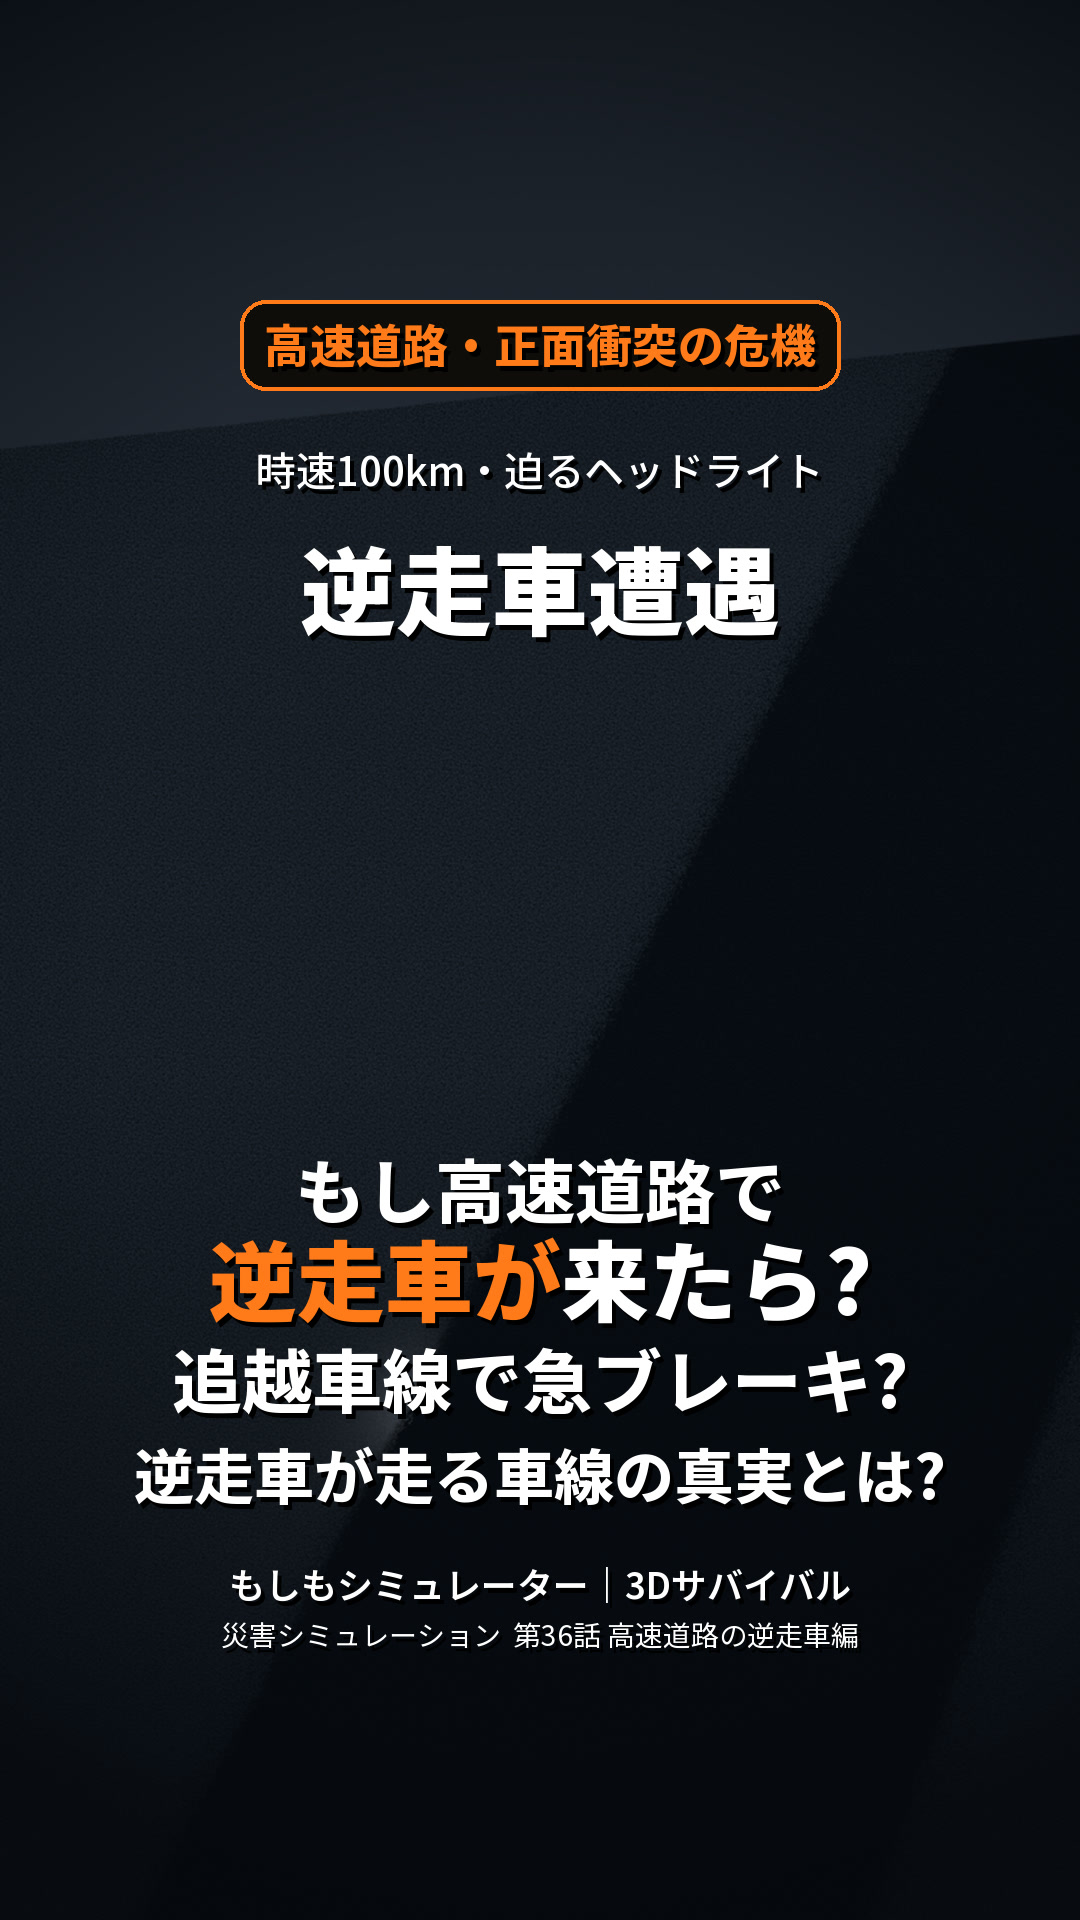 高速道路・正面衝突の危機
時速100km・迫るヘッドライト
逆走車遭遇
もし高速道路で
逆走車が来たら?
追越車線で急ブレーキ?
逆走車が走る車線の真実とは?
もしもシミュレーター｜3Dサバイバル
災害シミュレーション 第36話 高速道路の逆走車編